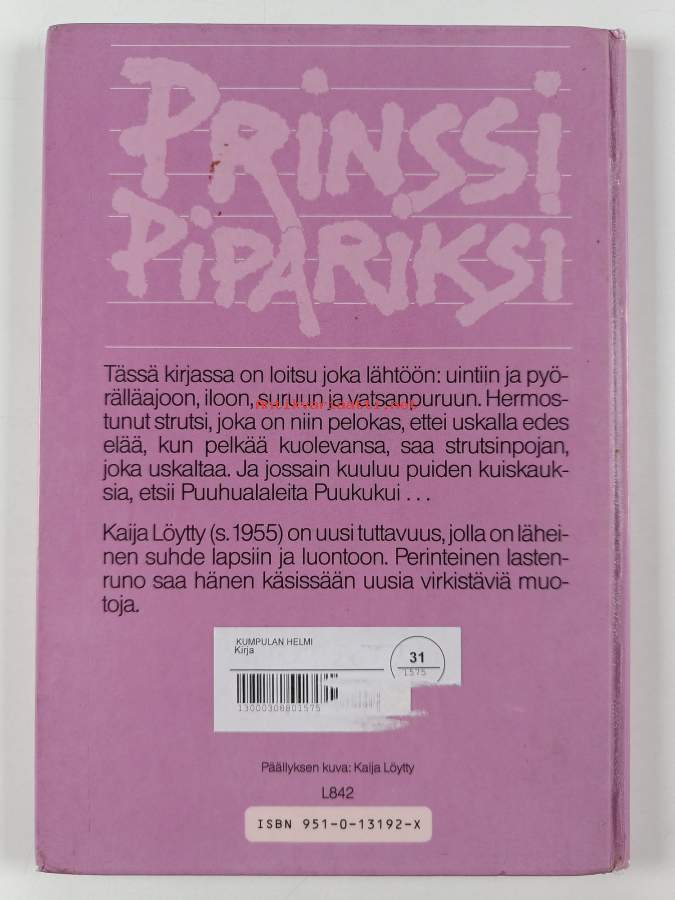 PRINSSI
PIPARIKSI
Tässä kirjassa on loitsu joka lähtöön: uintiin ja pyö-
rälläajoon, iloon, suruun ja vatsanpuruun. Hermos-
antikvariaatti.net
tunut strutsi, joka on niin pelokas, ettei uskalla edes
elää, kun pelkää kuolevansa, saa strutsinpojan,
joka uskaltaa. Ja jossain kuuluu puiden kuiskauk-
sia, etsii Puuhualaleita Puukukui ...
Kaija Löytty (s. 1955) on uusi tuttavuus, jolla on lähei-
nen suhde lapsiin ja luontoon. Perinteinen lasten-
runo saa hänen käsissään uusia virkistäviä muo-
toja.
KUMPULAN HELMI
Kirja
31
1575
13000308801575
Päällyksen kuva: Kaija Löytty
L842
ISBN 951-0-13192-X